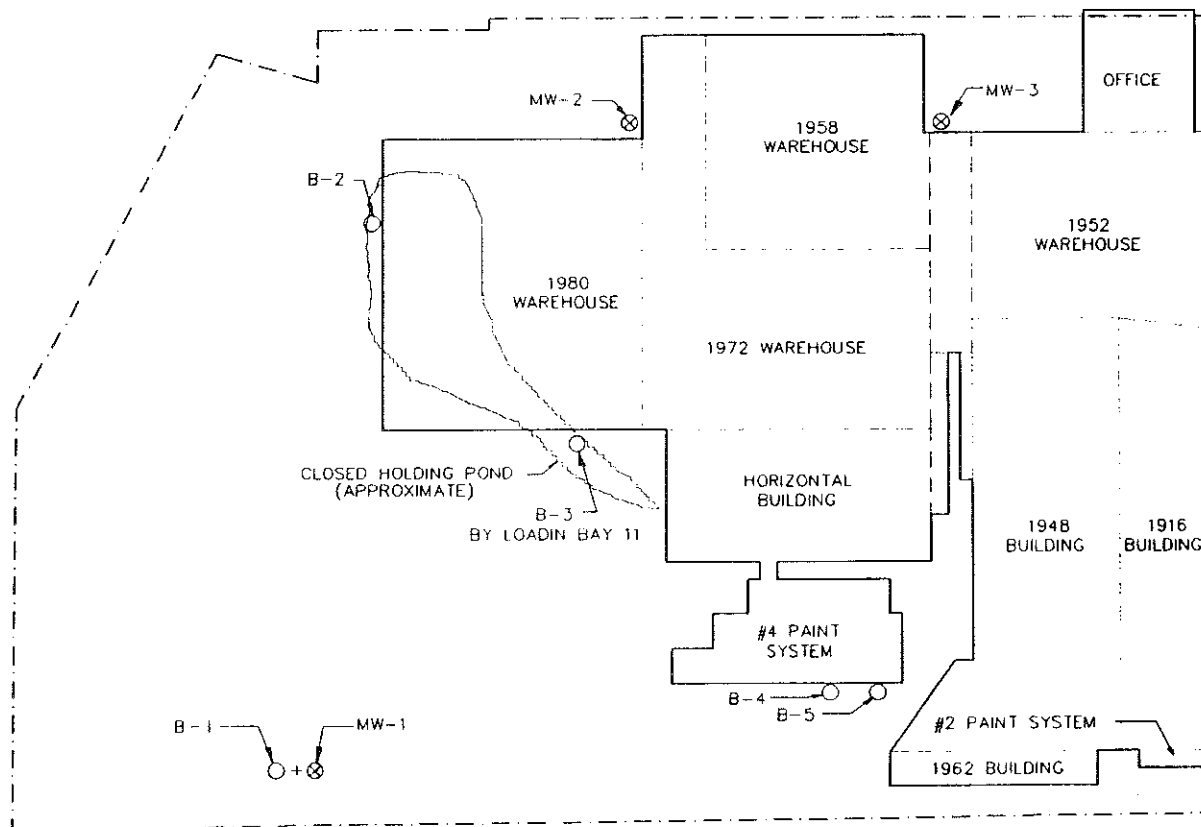 OFFICE
MW-2
MW-3
1958
WAREHOUSE
B-2
1952
WAREHOUSE
1980
WAREHOUSE
1972 WAREHOUSE
CLOSED HOLDING POND
(APPROXIMATE)
HORIZONTAL
BUILDING
B-3
BY LOADIN BAY 11
1948
BUILDING
1916
BUILDING
#4 PAINT
SYSTEM
B-4
B-5
B-1
MW-1
#2 PAINT SYSTEM
1962 BUILDING